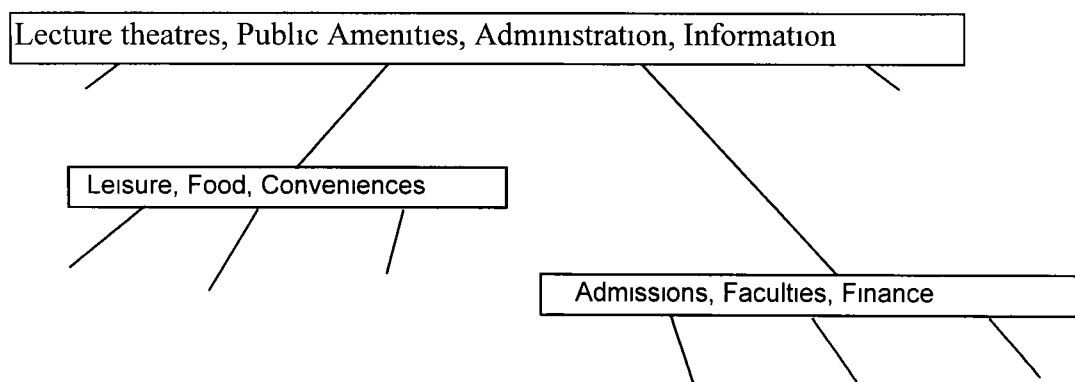 Lecture theatres, Public Amenities, Administration, Information
Leisure, Food, Conveniences
Admissions, Faculties, Finance